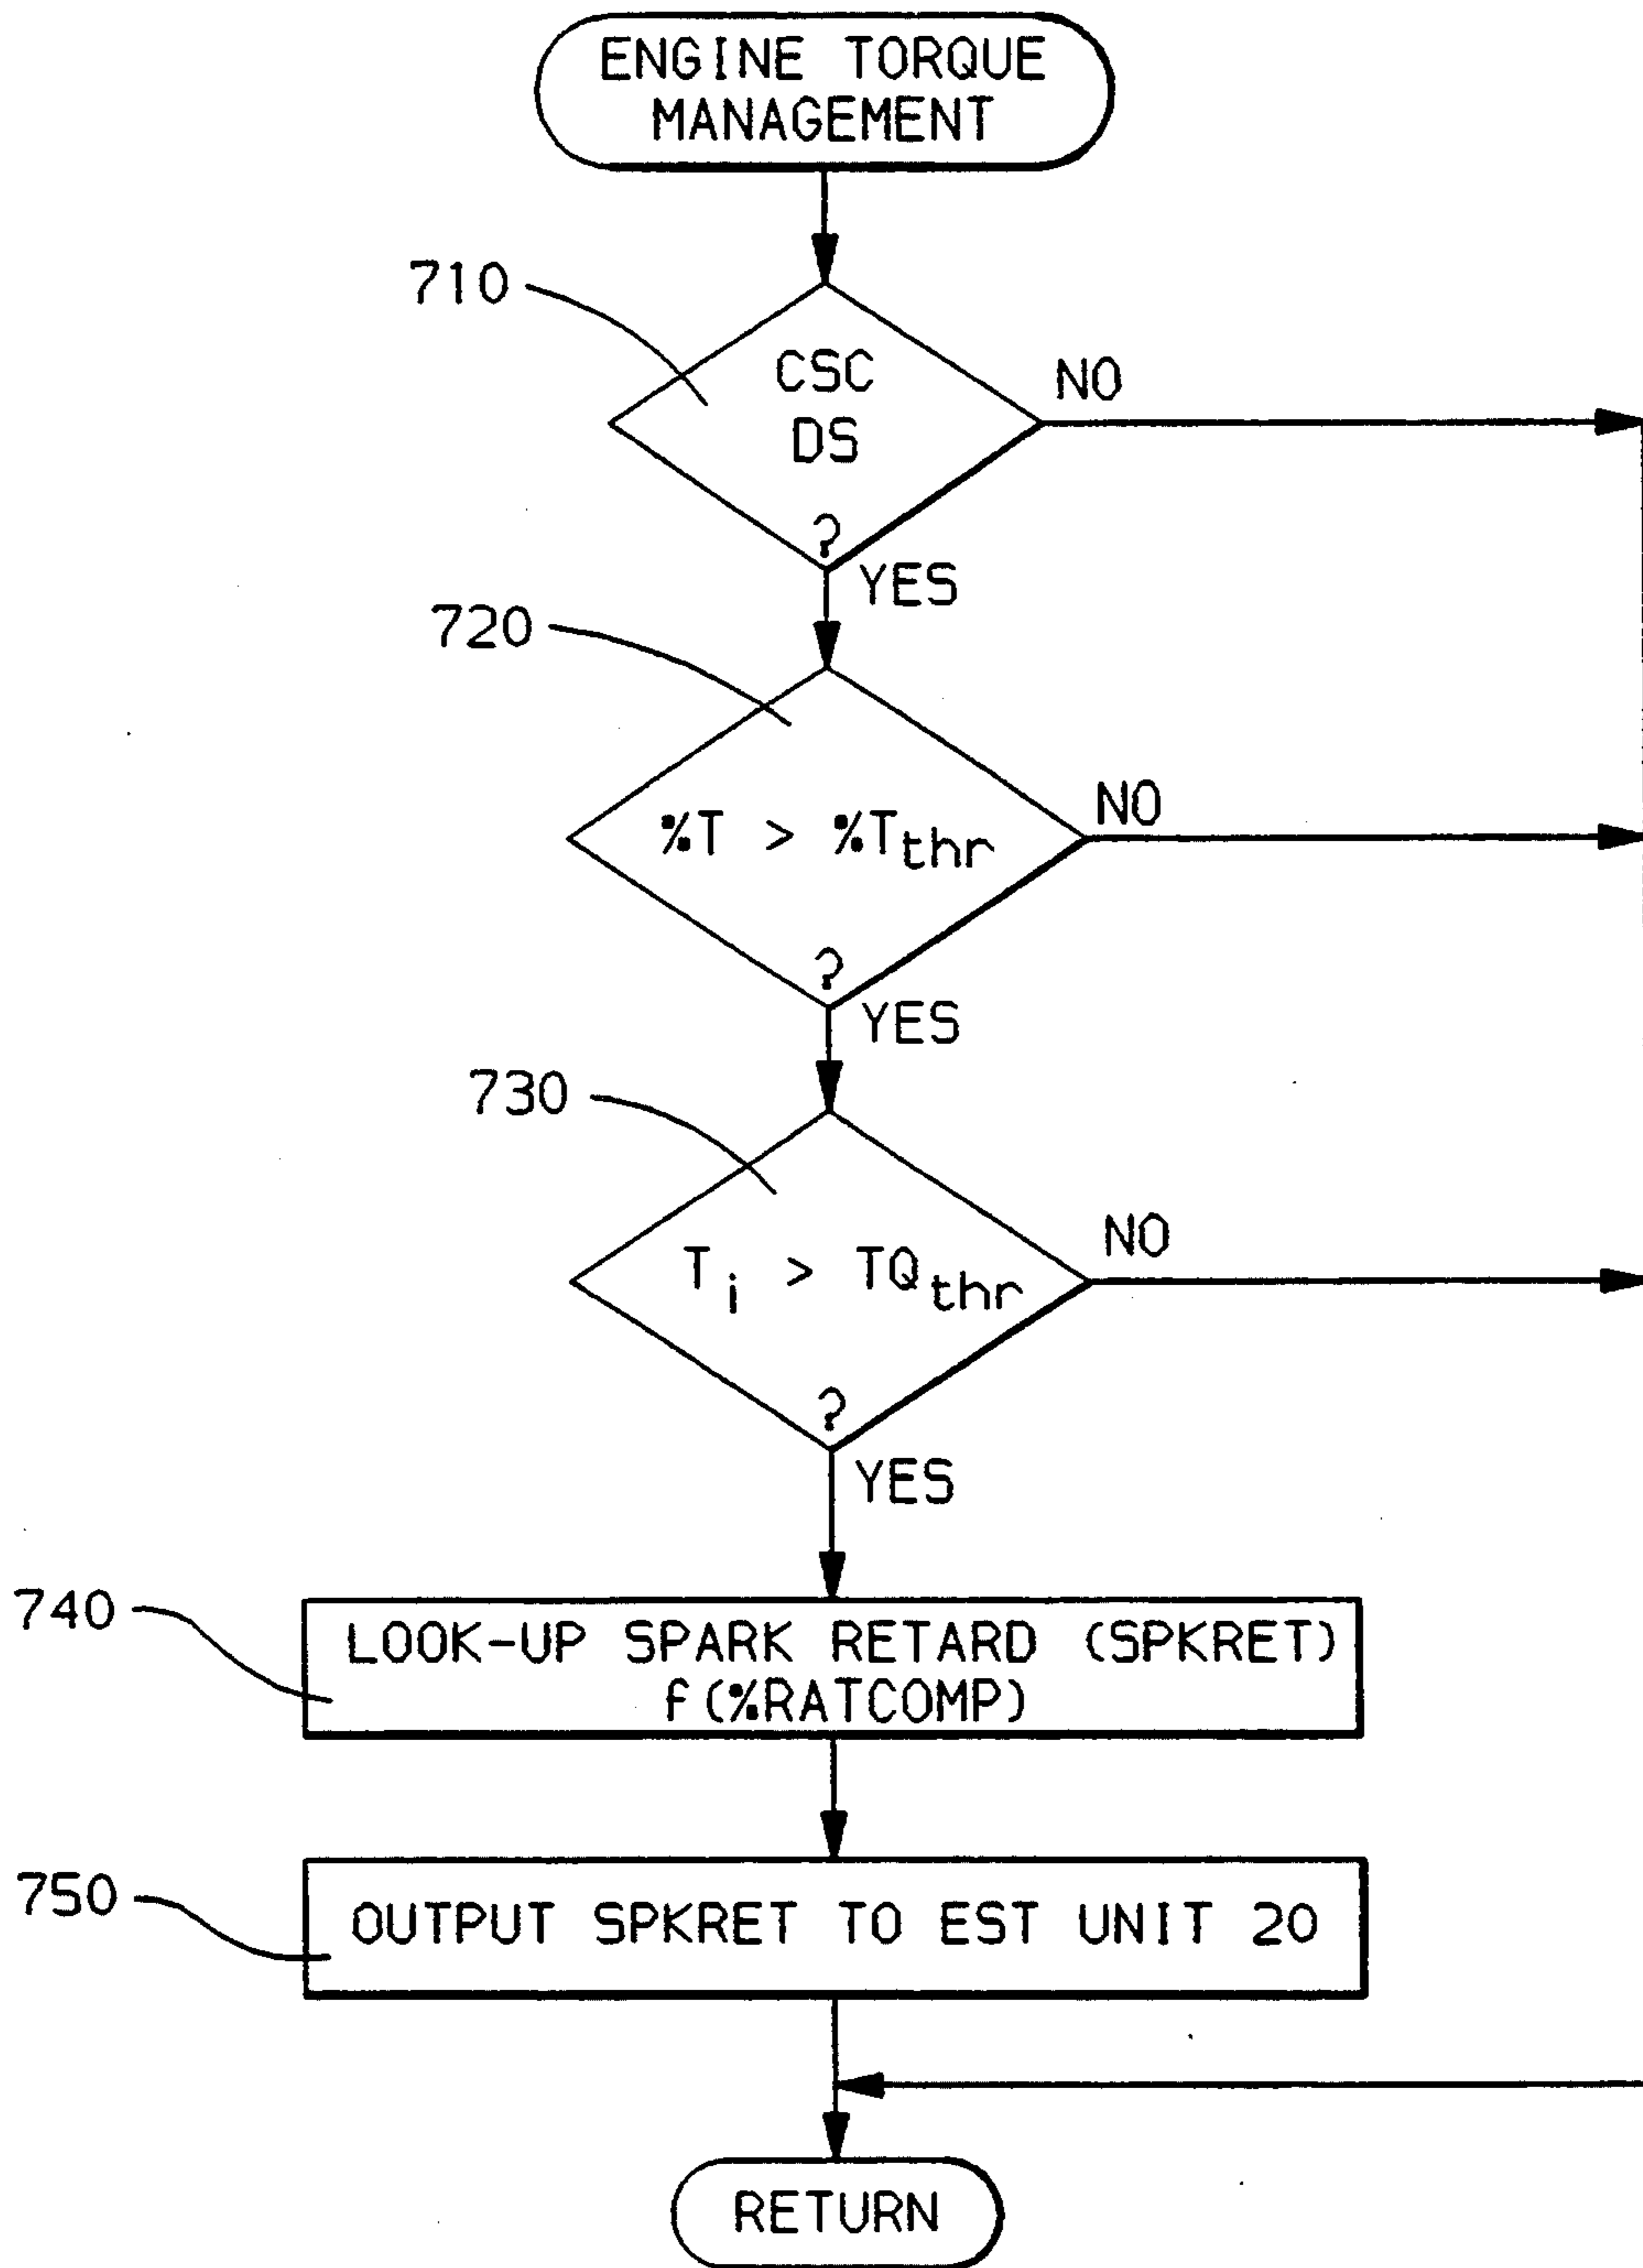 ENGINE TORQUE
MANAGEMENT
710
CSC
DS
?
NO
YES
720
%T > %Tthr
?
NO
YES
730
Ti > TQthr
?
NO
YES
740
LOOK-UP SPARK RETARD (SPKRET)
f(%RATCOMP)
750
OUTPUT SPKRET TO EST UNIT 20
RETURN